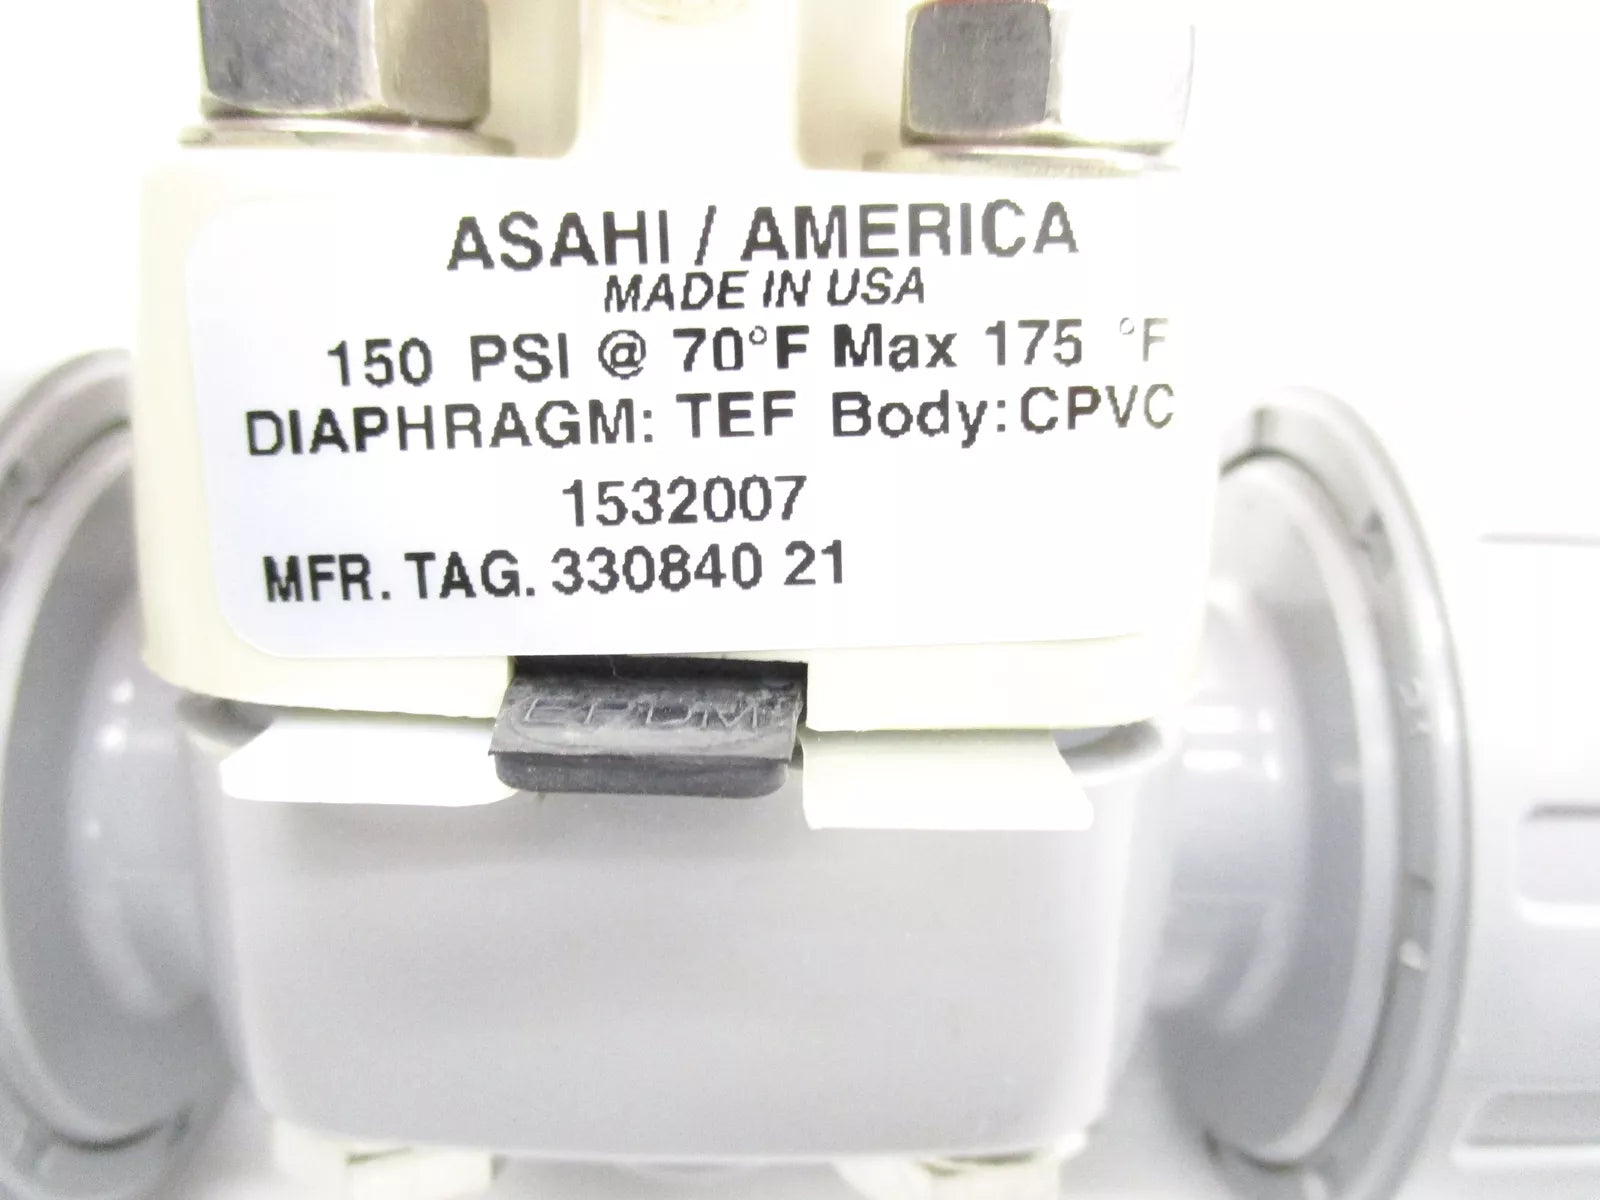 ASAHI / AMERICA
MADE IN USA
150 PSI @ 70°F Max 175 °F
DIAPHRAGM: TEF Body: CPVC
1532007
MFR. TAG. 330840 21
EPDM